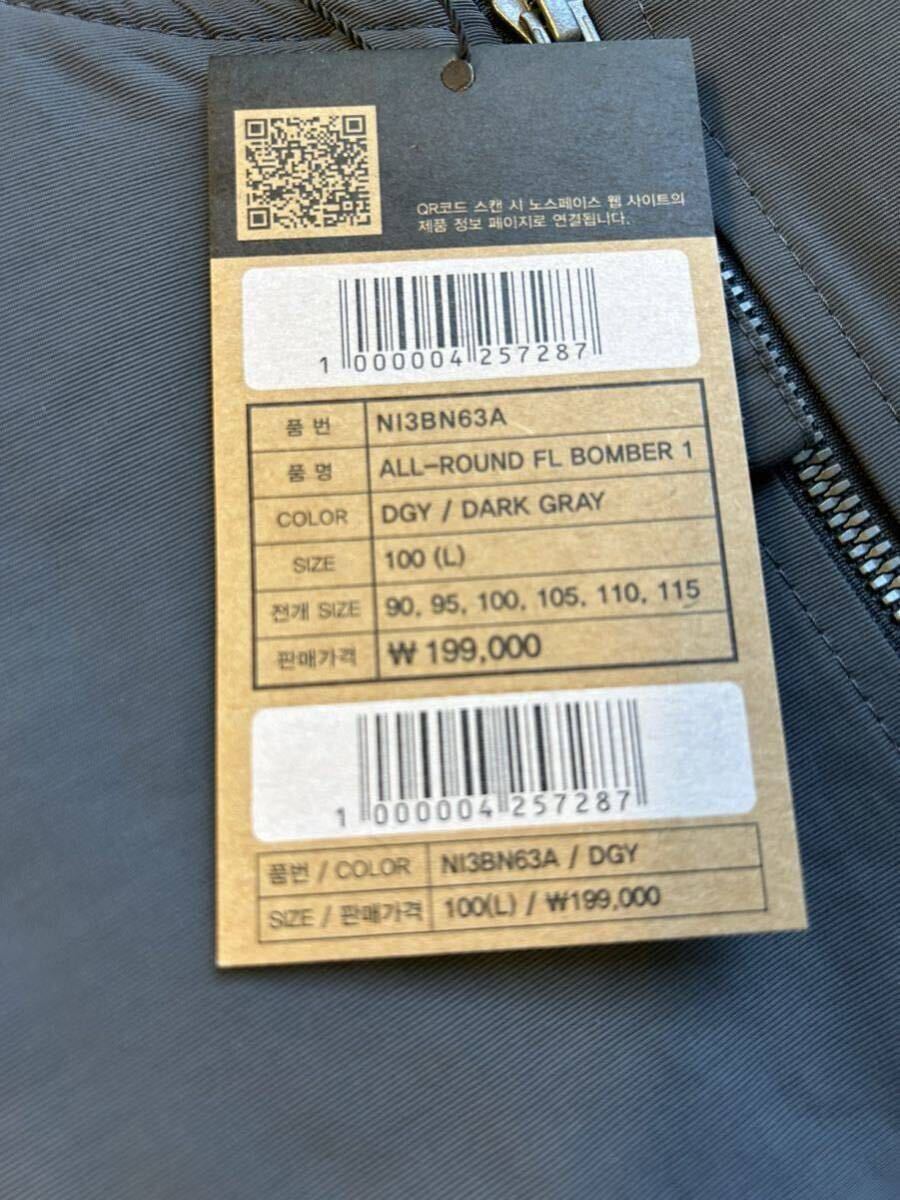 QR코드 스캔 시 노스페이스 웹 사이트의
제품 정보 페이지로 연결됩니다.
1 000004 257287
품 번 NI3BN63A
품 명 ALL-ROUND FL BOMBER 1
COLOR DGY / DARK GRAY
SIZE 100 (L)
전개 SIZE 90, 95, 100, 105, 110, 115
판매가격 ₩ 199,000
1 000004 257287
품번 / COLOR NI3BN63A / DGY
SIZE / 판매가격 100(L) / ₩199,000